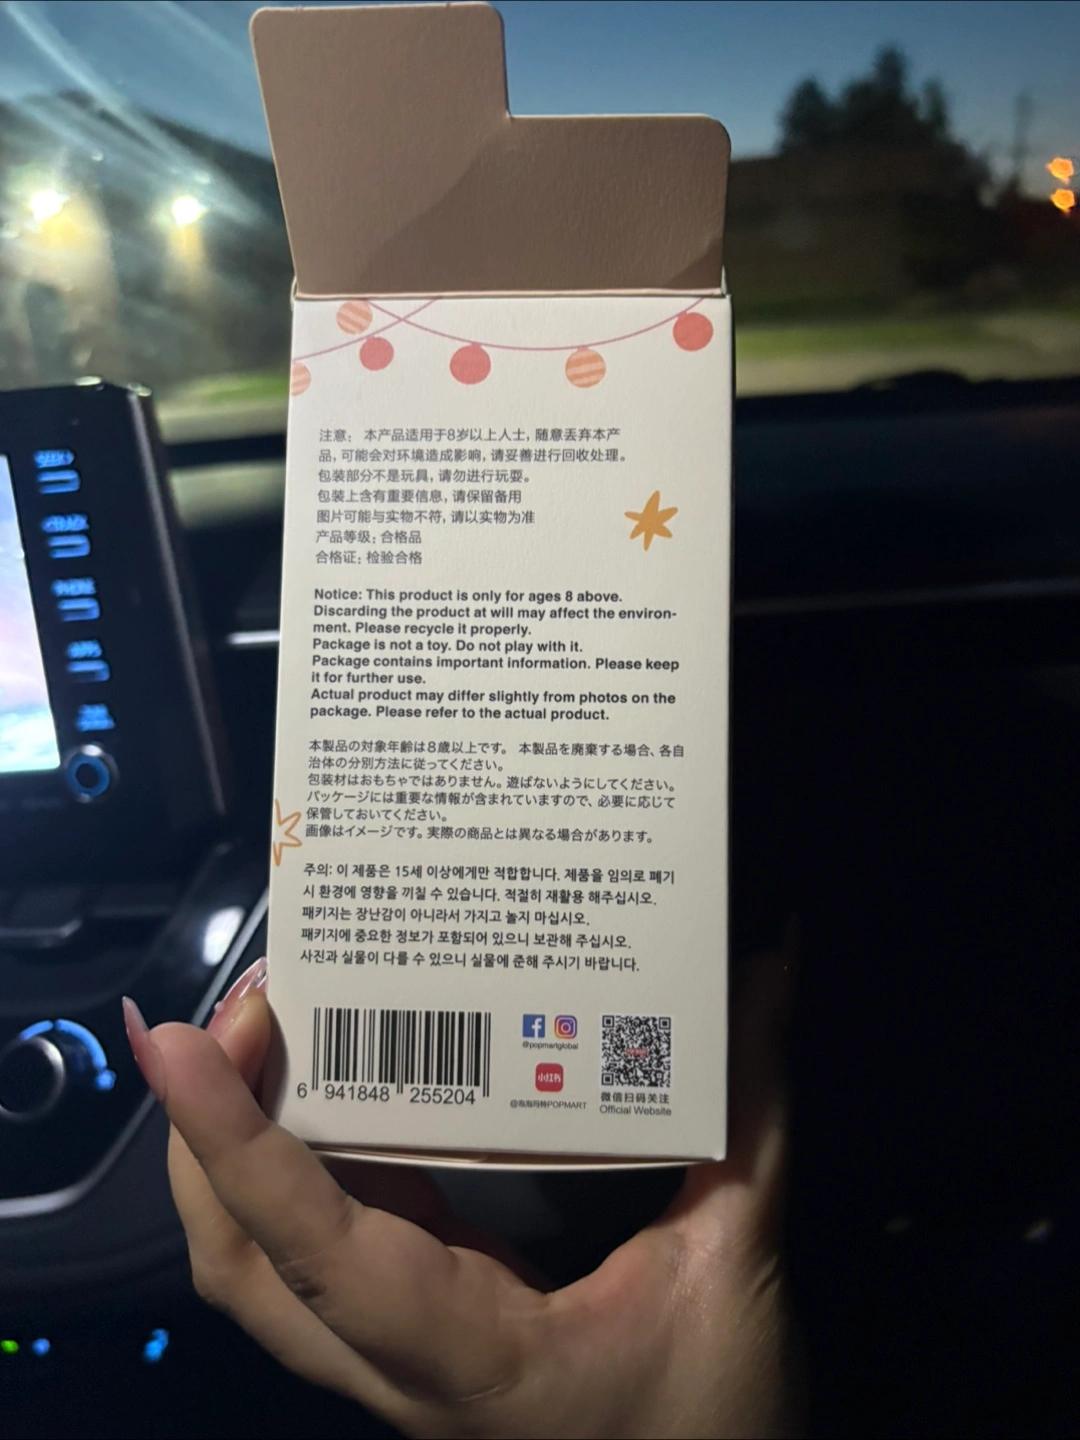 注意： 本产品适用于8岁以上人士，随意丢弃本产
品，可能会对环境造成影响，请妥善进行回收处理。
包装部分不是玩具，请勿进行玩耍。
包装上含有重要信息，请保留备用
图片可能与实物不符，请以实物为准
产品等级：合格品
合格证：检验合格
Notice: This product is only for ages 8 above.
Discarding the product at will may affect the environ-
ment. Please recycle it properly.
Package is not a toy. Do not play with it.
Package contains important information. Please keep
it for further use.
Actual product may differ slightly from photos on the
package. Please refer to the actual product.
本製品の対象年齢は8歳以上です。 本製品を廃棄する場合、各自
治体の分別方法に従ってください。
包装材はおもちゃではありません。遊ばないようにしてください。
パッケージには重要な情報が含まれていますので、必要に応じて
保管しておいてください。
画像はイメージです。実際の商品とは異なる場合があります。
주의: 이 제품은 15세 이상에게만 적합합니다. 제품을 임의로 폐기
시 환경에 영향을 끼칠 수 있습니다. 적절히 재활용 해주십시오.
패키지는 장난감이 아니라서 가지고 놀지 마십시오.
패키지에 중요한 정보가 포함되어 있으니 보관해 주십시오.
사진과 실물이 다를 수 있으니 실물에 준해 주시기 바랍니다.
6 941848 255204
@popmartglobal
小红书
@泡泡玛特POPMART
微信扫码关注
Official Website